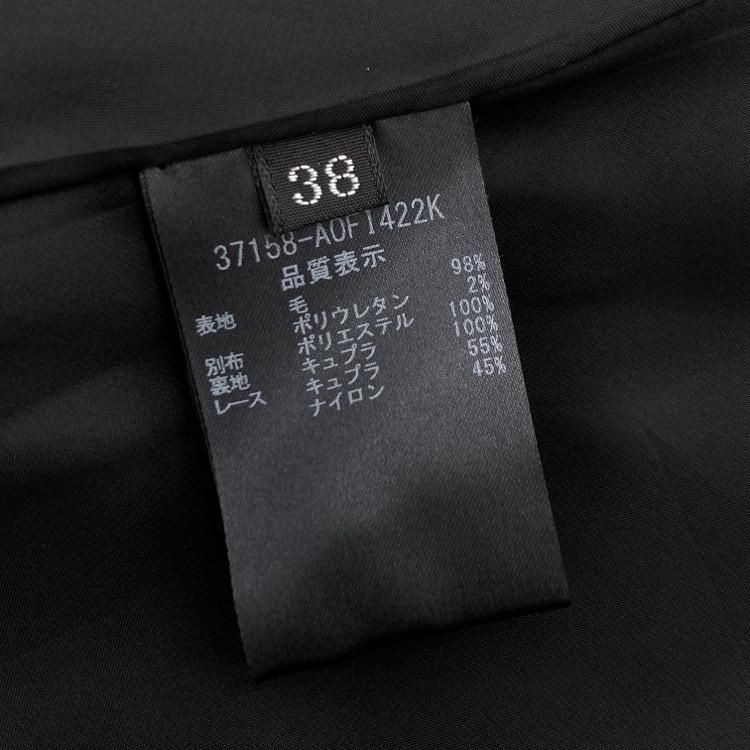 38
37158-AOFI422K
品質表示
表地 毛 98%
ポリウレタン 2%
別布 ポリエステル 100%
裏地 キュプラ 100%
レース キュプラ 55%
ナイロン 45%